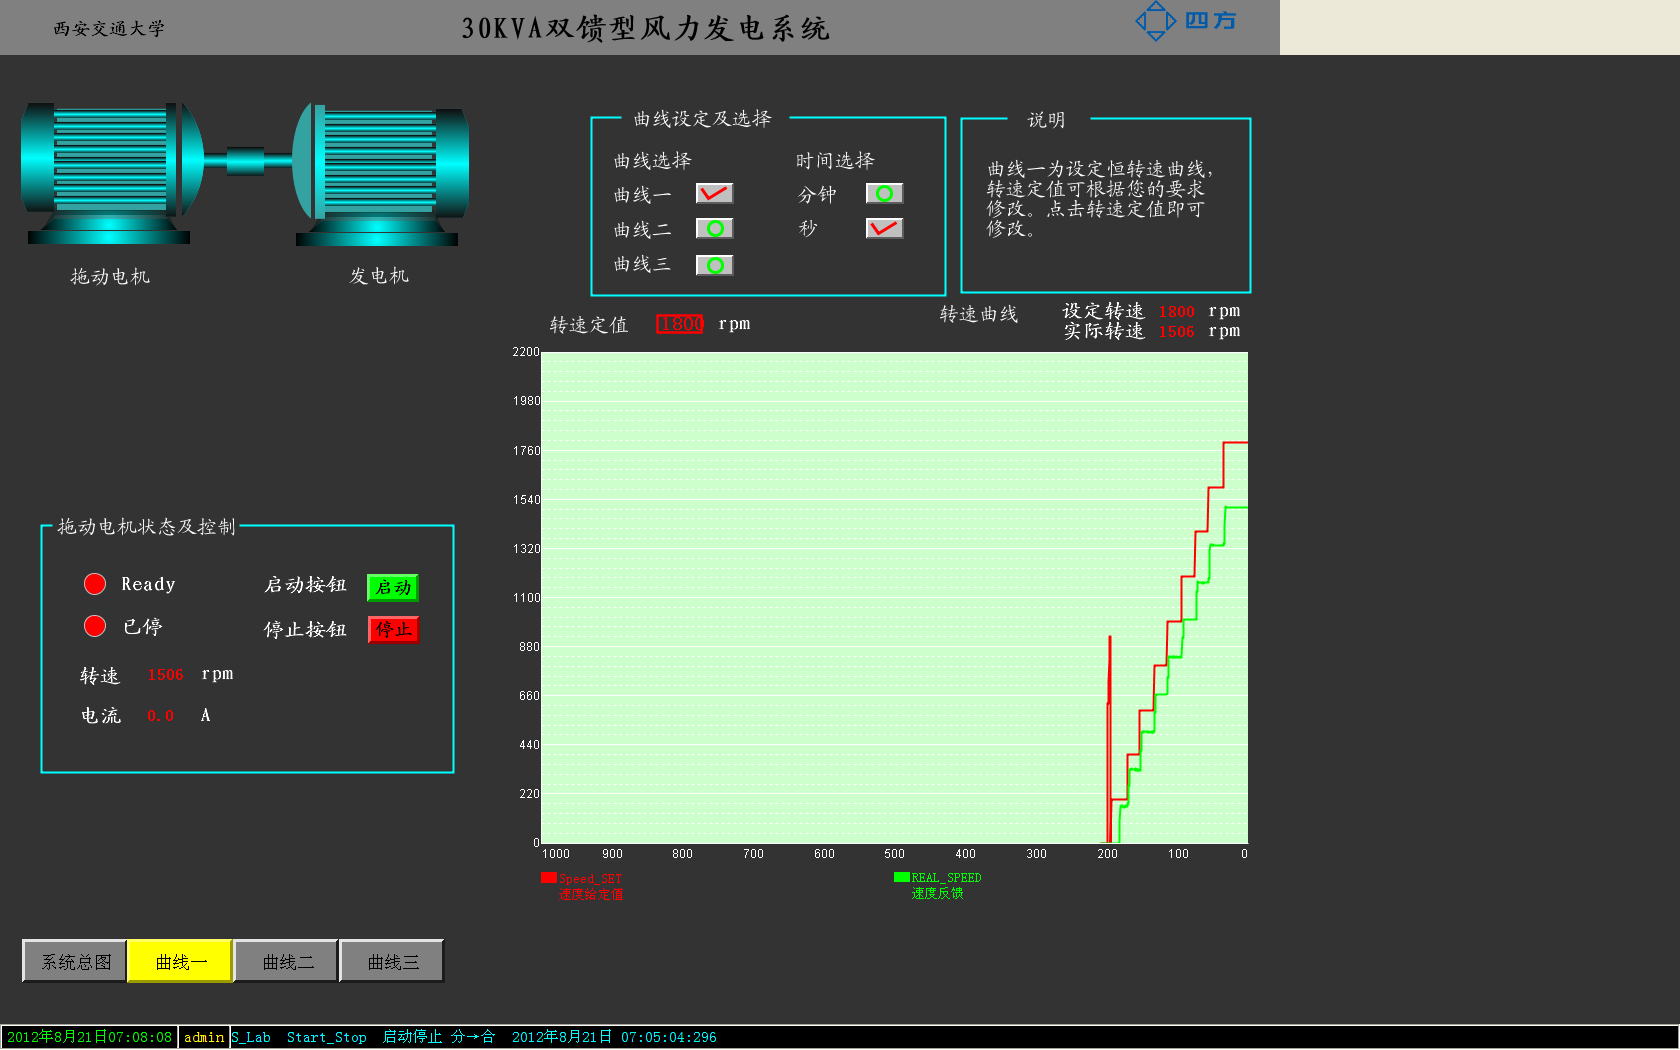 西安交通大学
30KVA双馈型风力发电系统
四方
拖动电机
发电机
曲线设定及选择
曲线选择
时间选择
曲线一
分钟
曲线二
秒
曲线三
说明
曲线一为设定恒转速曲线,
转速定值可根据您的要求
修改。点击转速定值即可
修改。
转速定值 1800 rpm
转速曲线
设定转速 1800 rpm
实际转速 1506 rpm
2200
1980
1760
1540
1320
1100
880
660
440
220
0
1000 900 800 700 600 500 400 300 200 100 0
Speed_SET
速度给定值
REAL_SPEED
速度反馈
拖动电机状态及控制
Ready
启动按钮 启动
已停
停止按钮 停止
转速 1506 rpm
电流 0.0 A
系统总图 曲线一 曲线二 曲线三
2012年8月21日07:08:08 admin S_Lab Start_Stop 启动停止 分→合 2012年8月21日 07:05:04:296